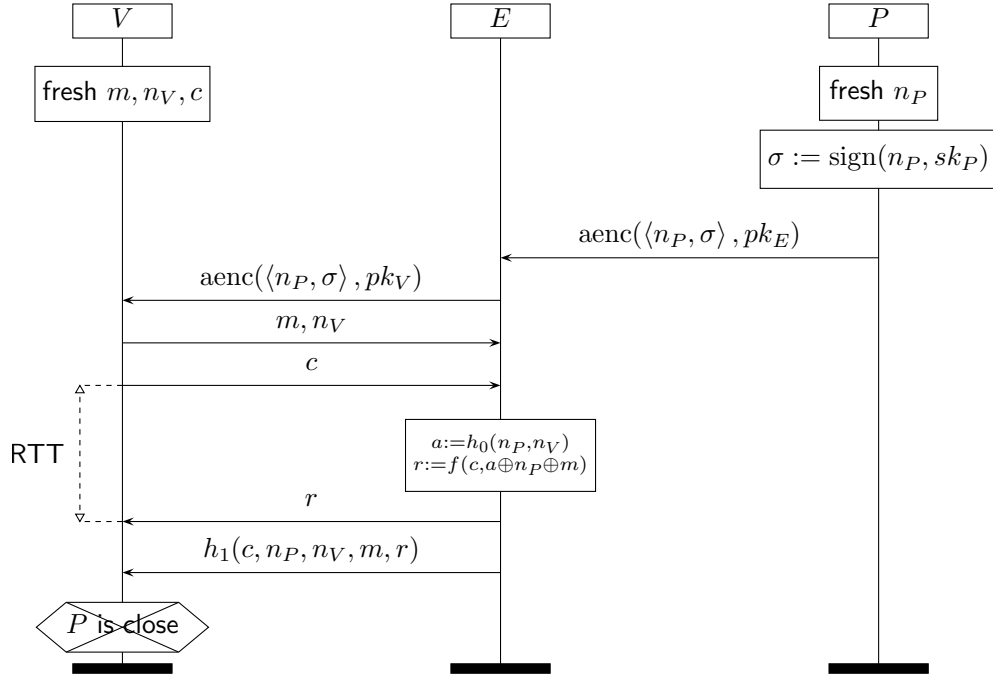 V E P
fresh m, n_V, c
fresh n_P
σ := sign(n_P, sk_P)
aenc(⟨n_P, σ⟩, pk_E)
aenc(⟨n_P, σ⟩, pk_V)
m, n_V
c
a:=h_0(n_P,n_V)
r:=f(c,a⊕n_P⊕m)
RTT
r
h_1(c, n_P, n_V, m, r)
P is close